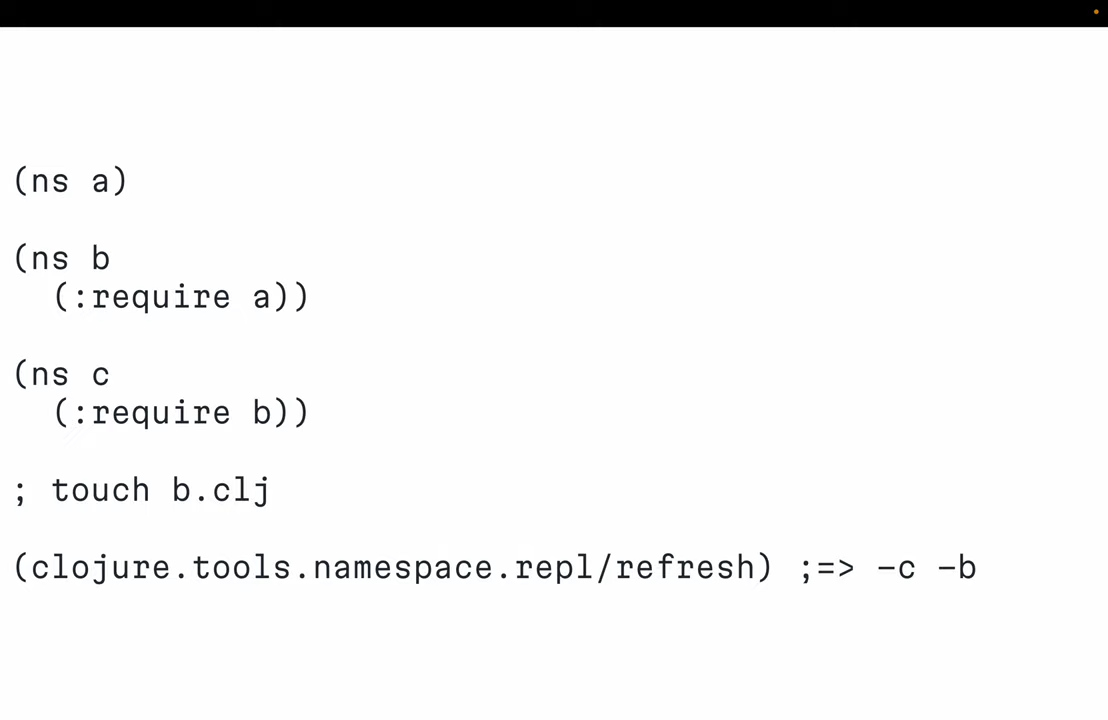 (ns a)
(ns b
  (:require a))
(ns c
  (:require b))
; touch b.clj
(clojure.tools.namespace.repl/refresh) ;=> -c -b